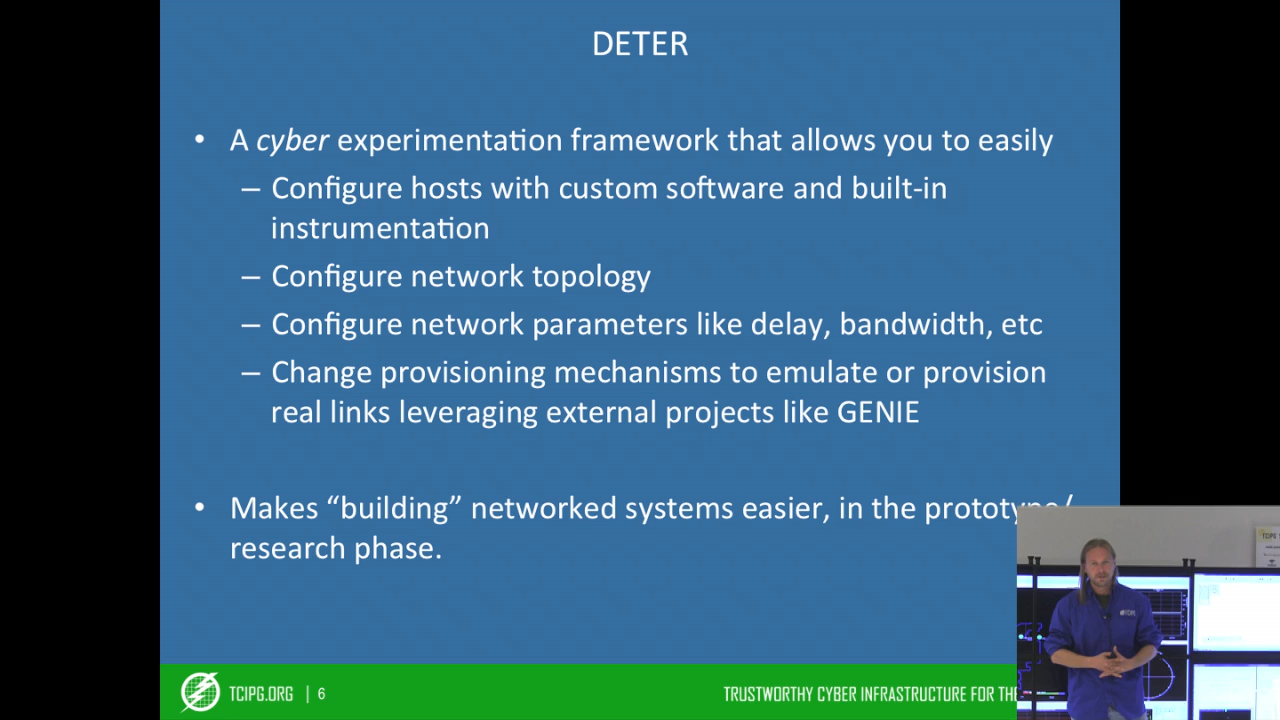 DETER
• A cyber experimentation framework that allows you to easily
– Configure hosts with custom software and built-in
instrumentation
– Configure network topology
– Configure network parameters like delay, bandwidth, etc
– Change provisioning mechanisms to emulate or provision
real links leveraging external projects like GENIE
• Makes “building” networked systems easier, in the prototype/
research phase.
TCIPG.ORG | 6
TRUSTWORTHY CYBER INFRASTRUCTURE FOR THE
TCIPG
TCIPG